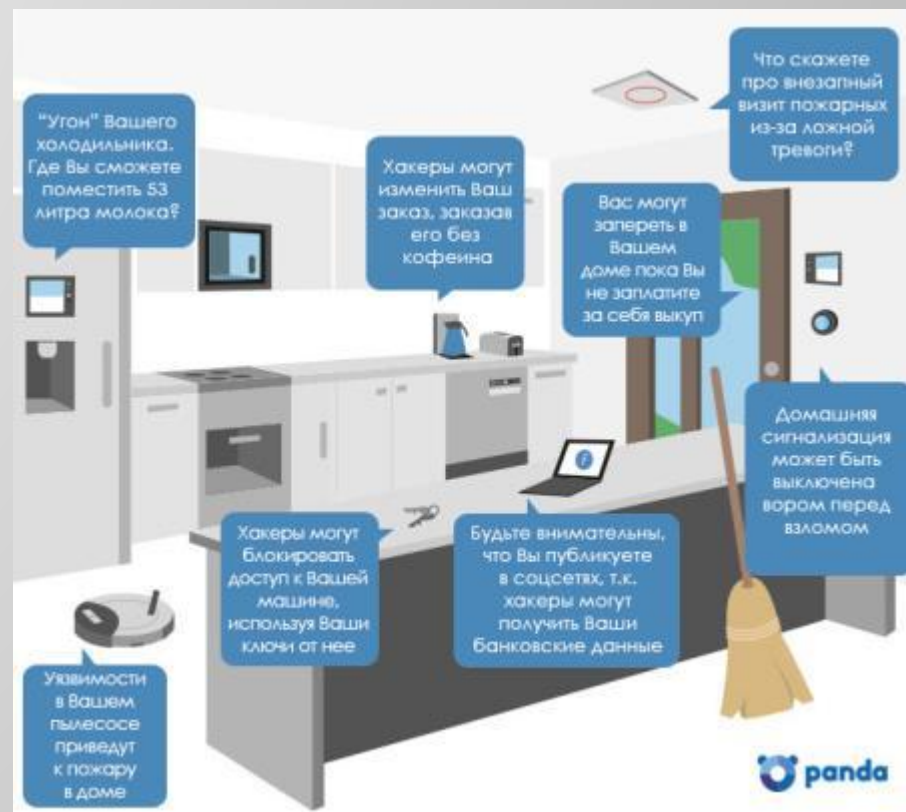 "Угон" Вашего
холодильника.
Где Вы сможете
поместить 53
литра молока?
Хакеры могут
изменить Ваш
заказ, заказав
его без
кофеина
Что скажете
про внезапный
визит пожарных
из-за ложной
тревоги?
Вас могут
запереть в
Вашем
доме пока Вы
не заплатите
за себя выкуп
Домашняя
сигнализация
может быть
выключена
вором перед
взломом
Хакеры могут
блокировать
доступ к Вашей
машине,
используя Ваши
ключи от нее
Будьте внимательны,
что Вы публикуете
в соцсетях, т.к.
хакеры могут
получить Ваши
банковские данные
Уязвимости
в Вашем
пылесосе
приведут
к пожару
в доме
panda